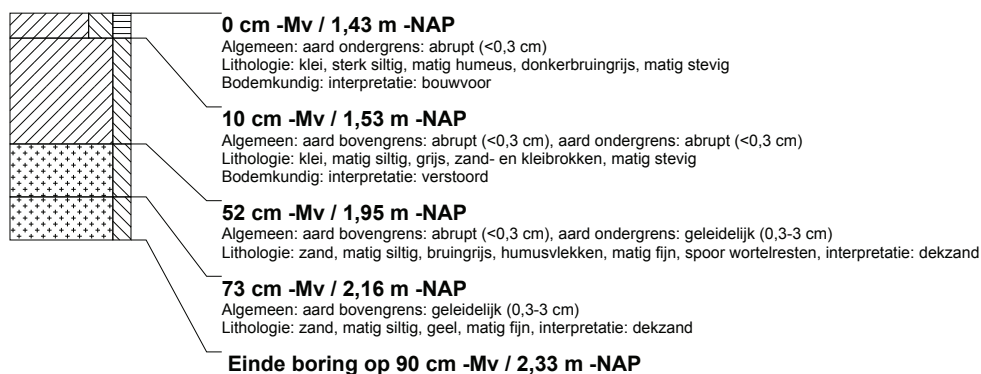 0 cm -Mv / 1,43 m -NAP
Algemeen: aard ondergrens: abrupt (<0,3 cm)
Lithologie: klei, sterk siltig, matig humeus, donkerbruingrijs, matig stevig
Bodemkundig: interpretatie: bouwvoor
10 cm -Mv / 1,53 m -NAP
Algemeen: aard bovengrens: abrupt (<0,3 cm), aard ondergrens: abrupt (<0,3 cm)
Lithologie: klei, matig siltig, grijs, zand- en kleibrokken, matig stevig
Bodemkundig: interpretatie: verstoord
52 cm -Mv / 1,95 m -NAP
Algemeen: aard bovengrens: abrupt (<0,3 cm), aard ondergrens: geleidelijk (0,3-3 cm)
Lithologie: zand, matig siltig, bruingrijs, humusvlekken, matig fijn, spoor wortelresten, interpretatie: dekzand
73 cm -Mv / 2,16 m -NAP
Algemeen: aard bovengrens: geleidelijk (0,3-3 cm)
Lithologie: zand, matig siltig, geel, matig fijn, interpretatie: dekzand
Einde boring op 90 cm -Mv / 2,33 m -NAP